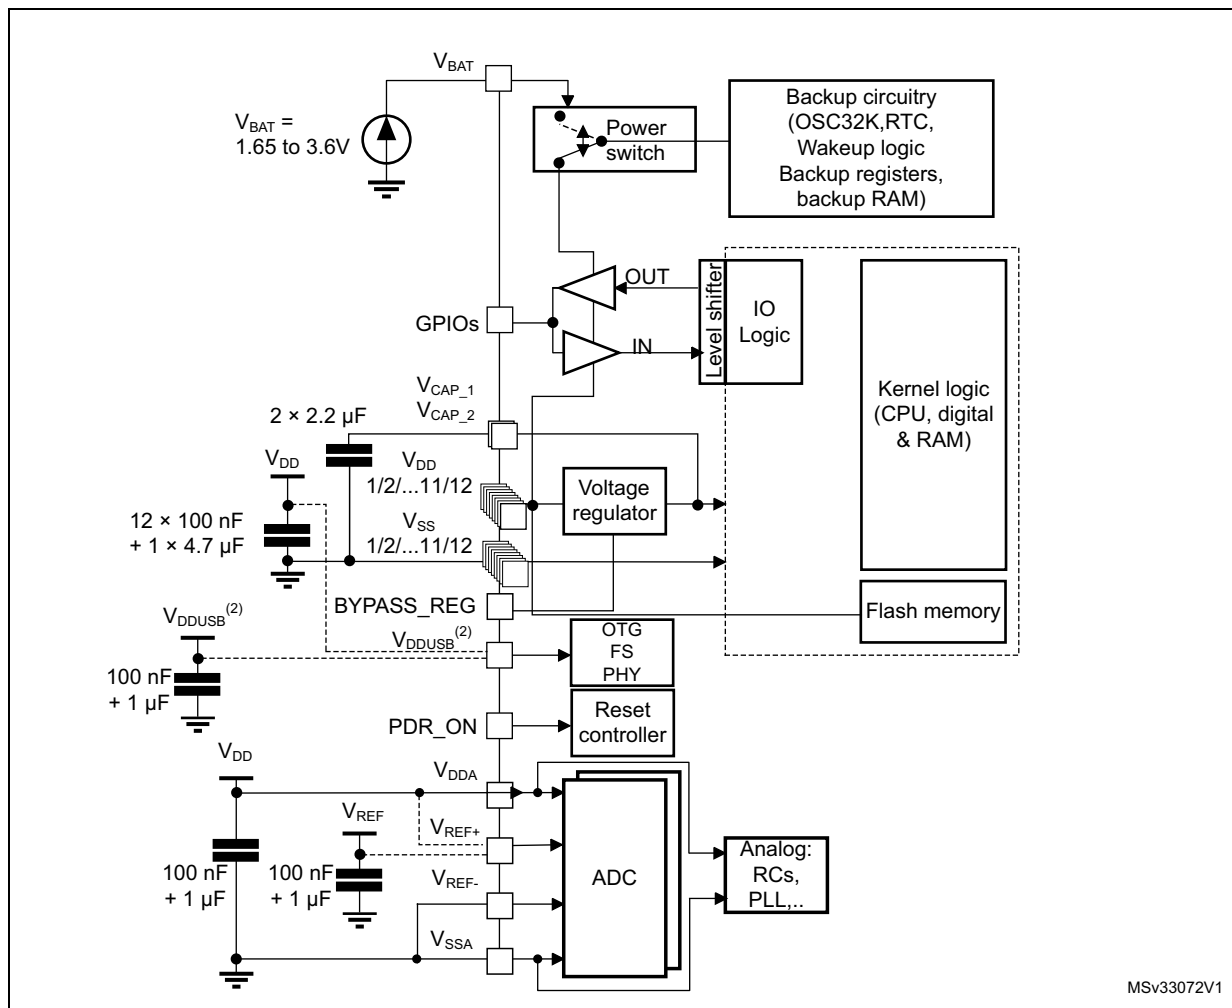 VBAT
VBAT =
1.65 to 3.6V
Power
switch
Backup circuitry
(OSC32K,RTC,
Wakeup logic
Backup registers,
backup RAM)
OUT
GPIOs
IN
Level shifter
IO
Logic
Kernel logic
(CPU, digital
& RAM)
VCAP_1
VCAP_2
2 × 2.2 μF
VDD
VDD
1/2/...11/12
Voltage
regulator
12 × 100 nF
+ 1 × 4.7 μF
VSS
1/2/...11/12
BYPASS_REG
Flash memory
VDDUSB(2)
VDDUSB(2)
OTG
FS
PHY
100 nF
+ 1 μF
PDR_ON
Reset
controller
VDD
VDDA
VREF
VREF+
100 nF
+ 1 μF
100 nF
+ 1 μF
VREF-
ADC
Analog:
RCs,
PLL,..
VSSA
MSv33072V1